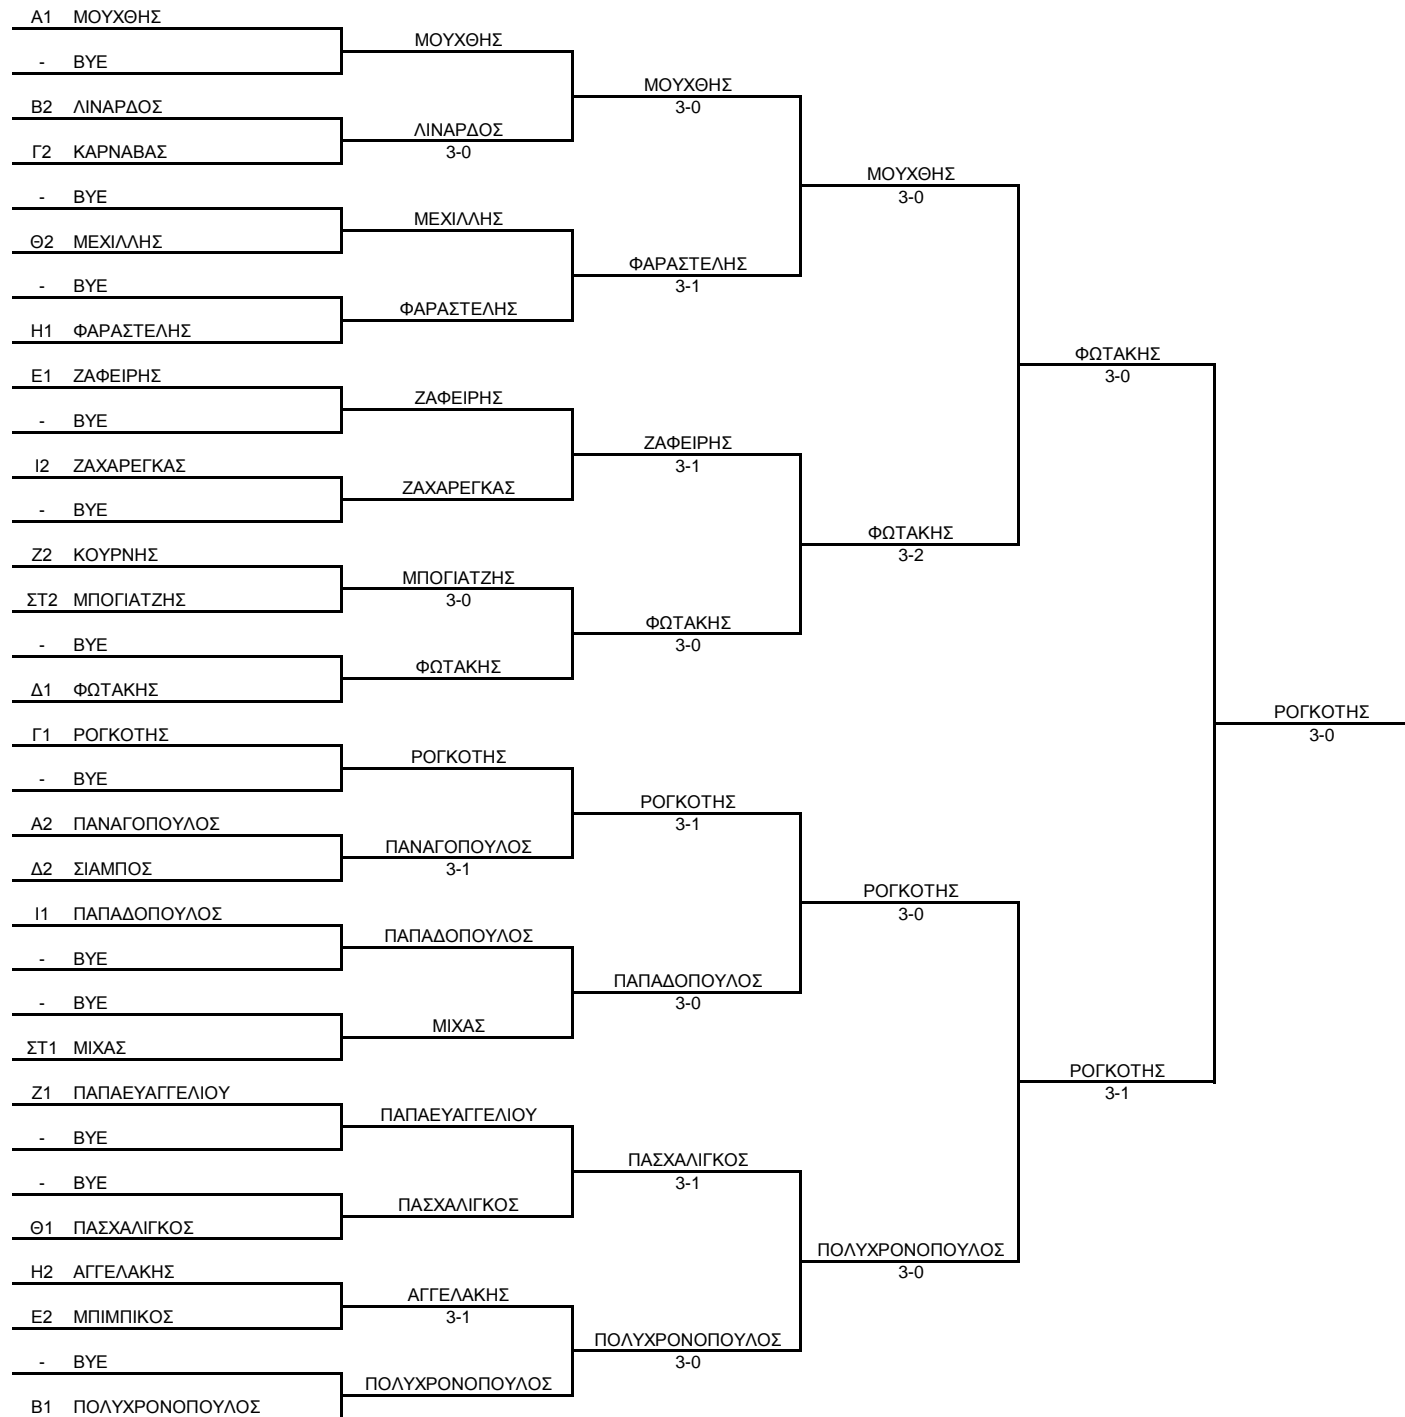 Α1 ΜΟΥΧΘΗΣ
- BYE
Β2 ΛΙΝΑΡΔΟΣ
Γ2 ΚΑΡΝΑΒΑΣ
- BYE
Θ2 ΜΕΧΙΛΛΗΣ
- BYE
Η1 ΦΑΡΑΣΤΕΛΗΣ
Ε1 ΖΑΦΕΙΡΗΣ
- BYE
Ι2 ΖΑΧΑΡΕΓΚΑΣ
- BYE
Ζ2 ΚΟΥΡΝΗΣ
ΣΤ2 ΜΠΟΓΙΑΤΖΗΣ
- BYE
Δ1 ΦΩΤΑΚΗΣ
Γ1 ΡΟΓΚΟΤΗΣ
- BYE
Α2 ΠΑΝΑΓΟΠΟΥΛΟΣ
Δ2 ΣΙΑΜΠΟΣ
Ι1 ΠΑΠΑΔΟΠΟΥΛΟΣ
- BYE
- BYE
ΣΤ1 ΜΙΧΑΣ
Ζ1 ΠΑΠΑΕΥΑΓΓΕΛΙΟΥ
- BYE
- BYE
Θ1 ΠΑΣΧΑΛΙΓΚΟΣ
Η2 ΑΓΓΕΛΑΚΗΣ
Ε2 ΜΠΙΜΠΙΚΟΣ
- BYE
Β1 ΠΟΛΥΧΡΟΝΟΠΟΥΛΟΣ
ΜΟΥΧΘΗΣ
ΛΙΝΑΡΔΟΣ
3-0
ΜΕΧΙΛΛΗΣ
ΦΑΡΑΣΤΕΛΗΣ
ΖΑΦΕΙΡΗΣ
ΖΑΧΑΡΕΓΚΑΣ
ΜΠΟΓΙΑΤΖΗΣ
3-0
ΦΩΤΑΚΗΣ
ΡΟΓΚΟΤΗΣ
ΠΑΝΑΓΟΠΟΥΛΟΣ
3-1
ΠΑΠΑΔΟΠΟΥΛΟΣ
ΜΙΧΑΣ
ΠΑΠΑΕΥΑΓΓΕΛΙΟΥ
ΠΑΣΧΑΛΙΓΚΟΣ
ΑΓΓΕΛΑΚΗΣ
3-1
ΠΟΛΥΧΡΟΝΟΠΟΥΛΟΣ
ΜΟΥΧΘΗΣ
3-0
ΦΑΡΑΣΤΕΛΗΣ
3-1
ΖΑΦΕΙΡΗΣ
3-1
ΦΩΤΑΚΗΣ
3-0
ΡΟΓΚΟΤΗΣ
3-1
ΠΑΠΑΔΟΠΟΥΛΟΣ
3-0
ΠΑΣΧΑΛΙΓΚΟΣ
3-1
ΠΟΛΥΧΡΟΝΟΠΟΥΛΟΣ
3-0
ΜΟΥΧΘΗΣ
3-0
ΦΩΤΑΚΗΣ
3-2
ΡΟΓΚΟΤΗΣ
3-0
ΠΟΛΥΧΡΟΝΟΠΟΥΛΟΣ
3-0
ΦΩΤΑΚΗΣ
3-0
ΡΟΓΚΟΤΗΣ
3-1
ΡΟΓΚΟΤΗΣ
3-0